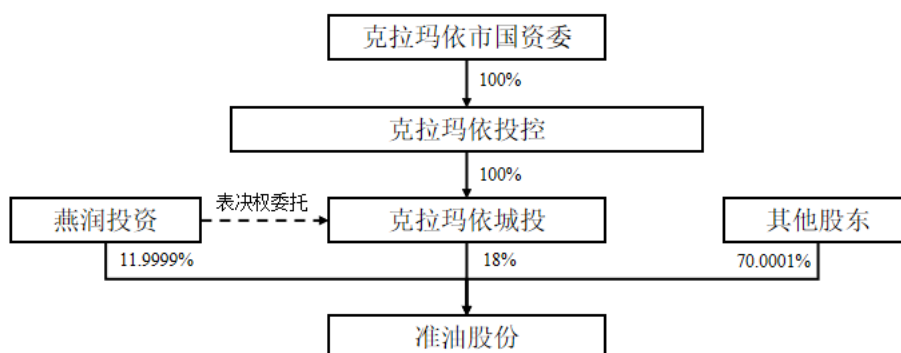 克拉玛依市国资委
100%
克拉玛依投控
100%
表决权委托
燕润投资
克拉玛依城投
其他股东
11.9999%
18%
70.0001%
准油股份